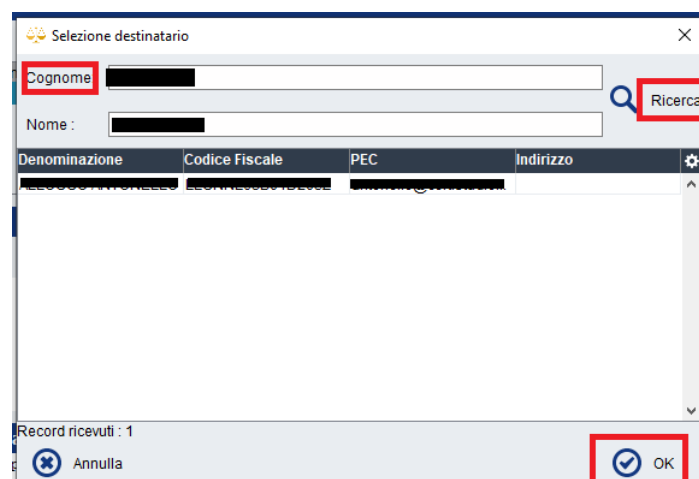 Selezione destinatario
Cognome
Ricerca
Nome :
Denominazione Codice Fiscale PEC Indirizzo
Record ricevuti : 1
Annulla OK